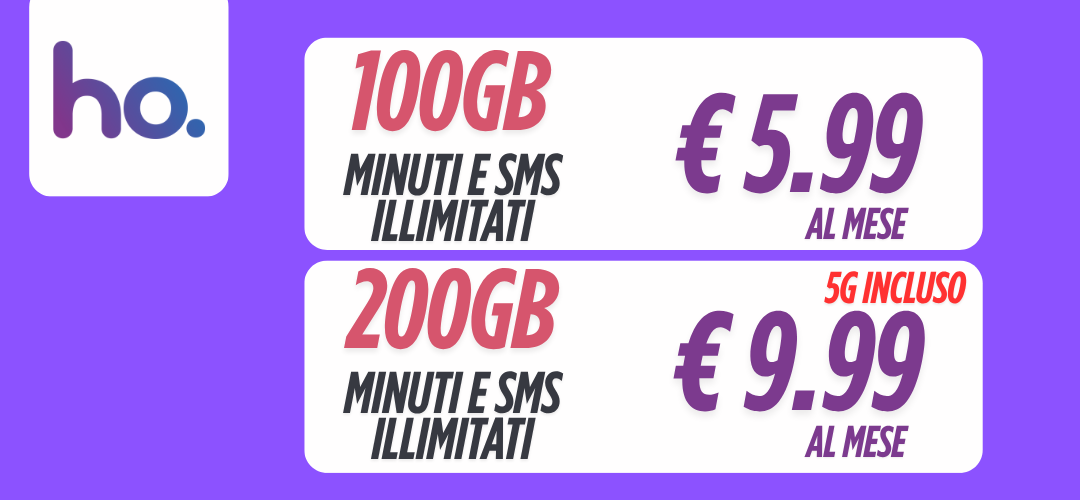 ho.
100GB
MINUTI E SMS
ILLIMITATI
€ 5.99
AL MESE
200GB
MINUTI E SMS
ILLIMITATI
5G INCLUSO
€ 9.99
AL MESE